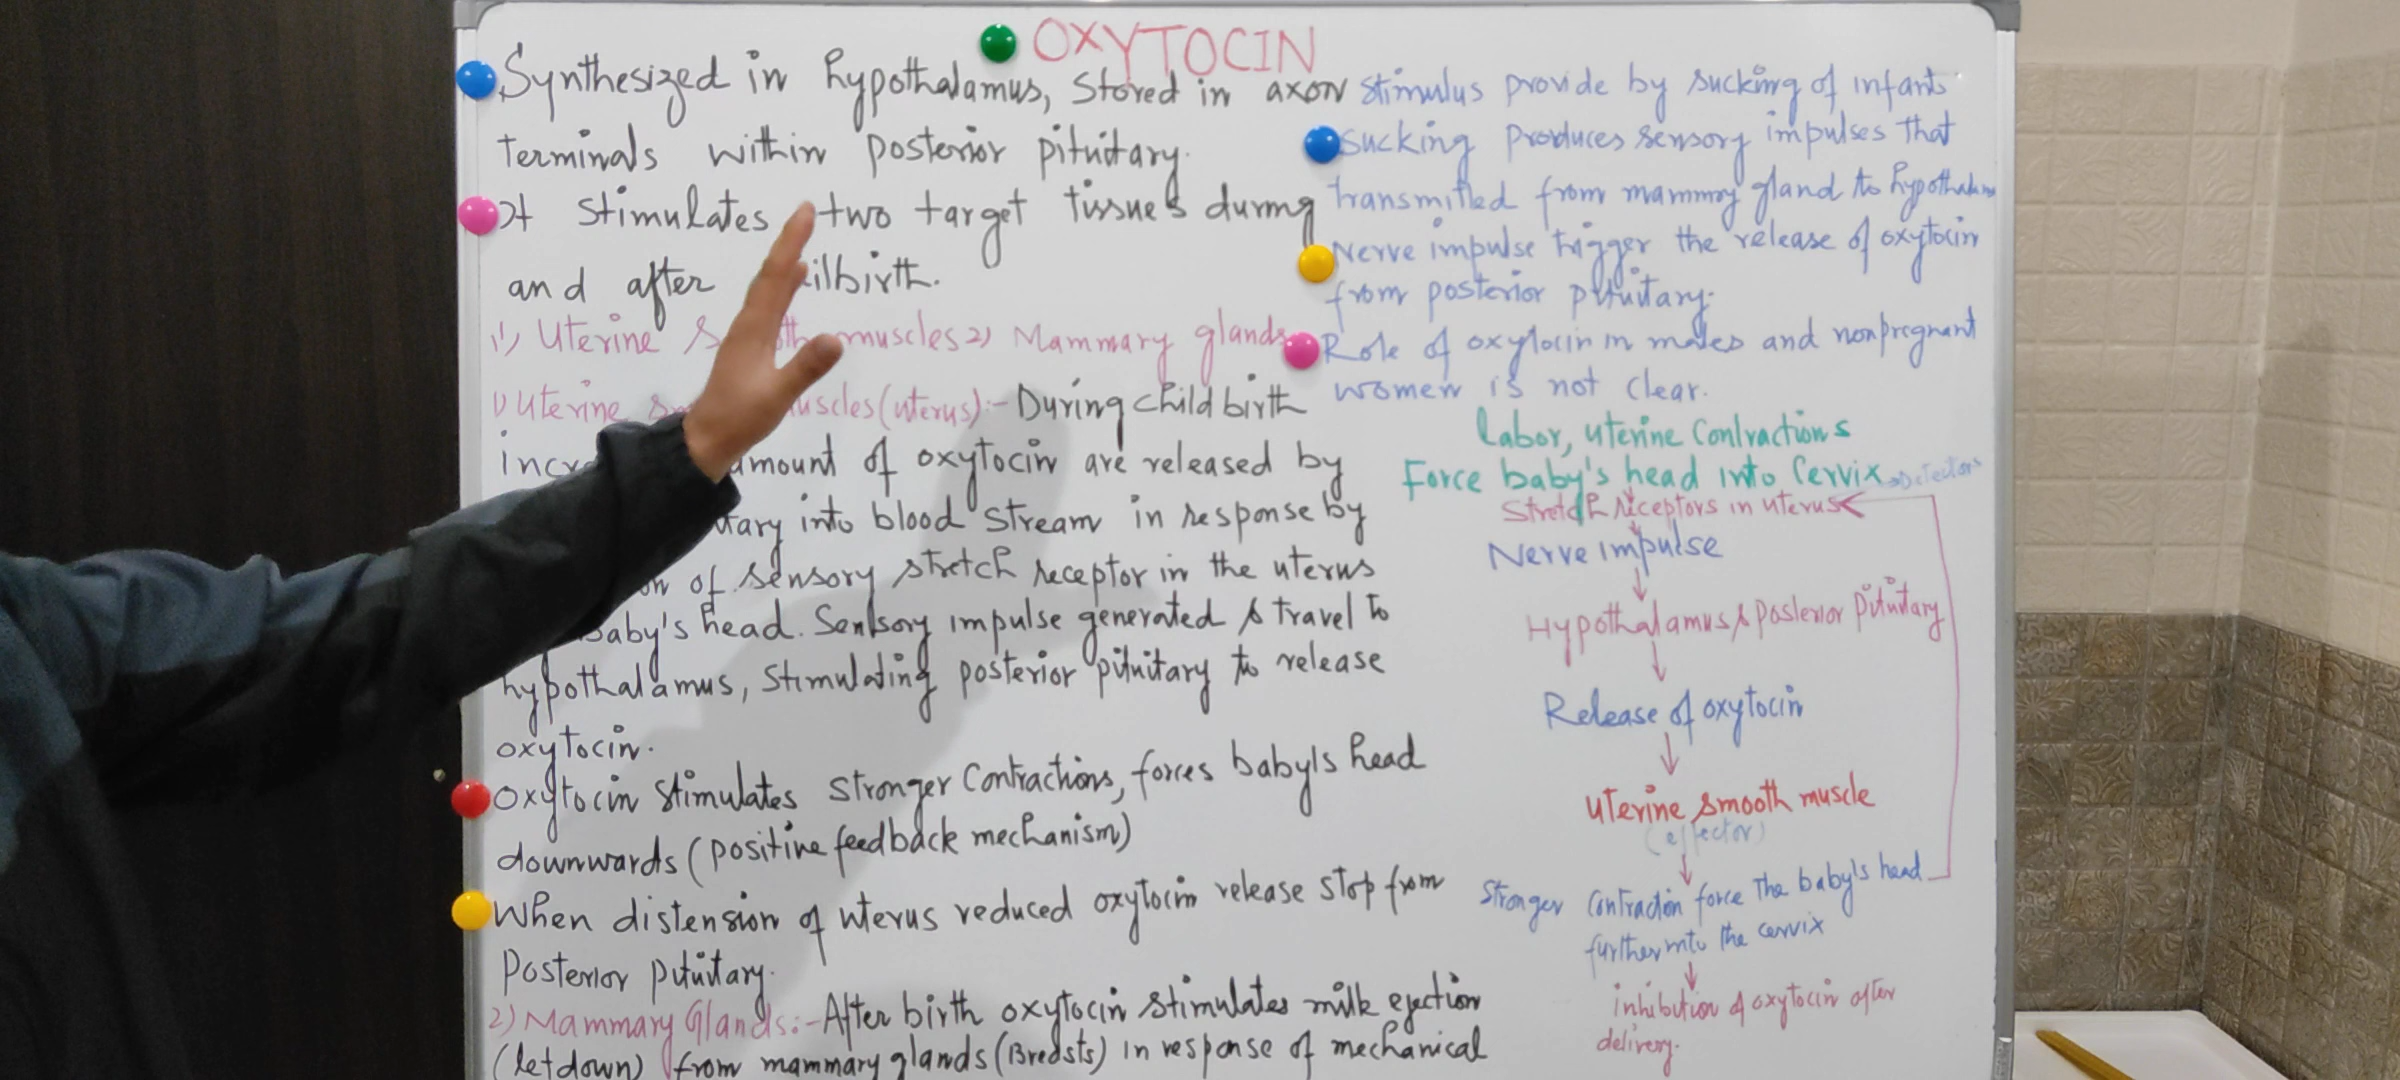 OXYTOCIN
Synthesized in hypothalamus, stored in axon
terminals within posterior pituitary.
It stimulates two target tissues during
and after ilbirth.
1) Uterine muscles 2) Mammary glands
1) Uterine muscles (uterus):- During child birth
amount of oxytocin are released by
into blood stream in response by
of sensory stretch receptor in the uterus
baby's head. Sensory impulse generated & travel to
hypothalamus, stimulating posterior pituitary to release
oxytocin.
Oxytocin stimulates stronger contractions, forces baby's head
downwards (positive feedback mechanism)
When distension of uterus reduced oxytocin release stop from
Posterior pituitary.
2) Mammary Glands:- After birth oxytocin stimulates milk ejection
(letdown) from mammary glands (Breasts) in response of mechanical
stimulus provide by sucking of infants
sucking produces sensory impulses that
transmitted from mammry gland to hypothalamus
Nerve impulse trigger the release of oxytocin
from posterior pituitary.
Role of oxytocin in males and nonpregnant
women is not clear.
Labor, uterine contractions
Force baby's head into cervix
Stretch receptors in uterus
Nerve impulse
Hypothalamus & posterior pituitary
Release of oxytocin
Uterine smooth muscle
(effector)
Stronger contraction force the baby's head
further into the cervix
inhibition of oxytocin after
delivery.